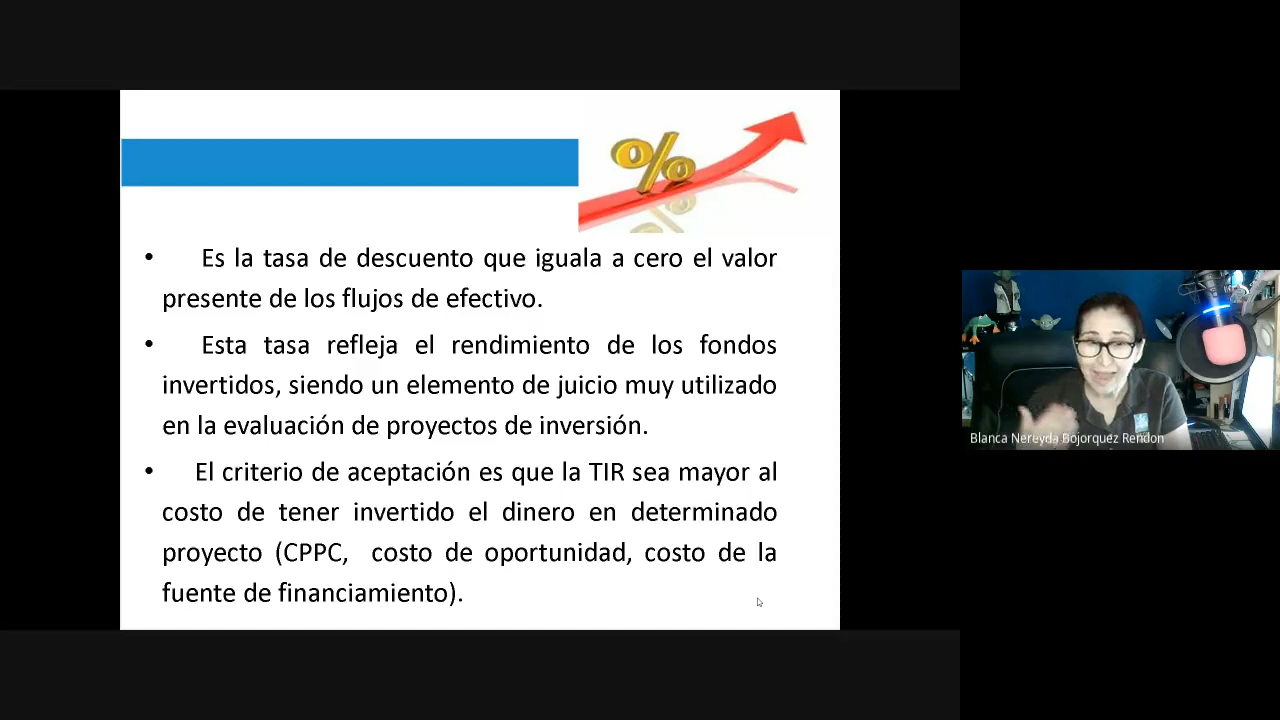 %
• Es la tasa de descuento que iguala a cero el valor
presente de los flujos de efectivo.
• Esta tasa refleja el rendimiento de los fondos
invertidos, siendo un elemento de juicio muy utilizado
en la evaluación de proyectos de inversión.
• El criterio de aceptación es que la TIR sea mayor al
costo de tener invertido el dinero en determinado
proyecto (CPPC, costo de oportunidad, costo de la
fuente de financiamiento).
Blanca Nereyda Bojorquez Rendon